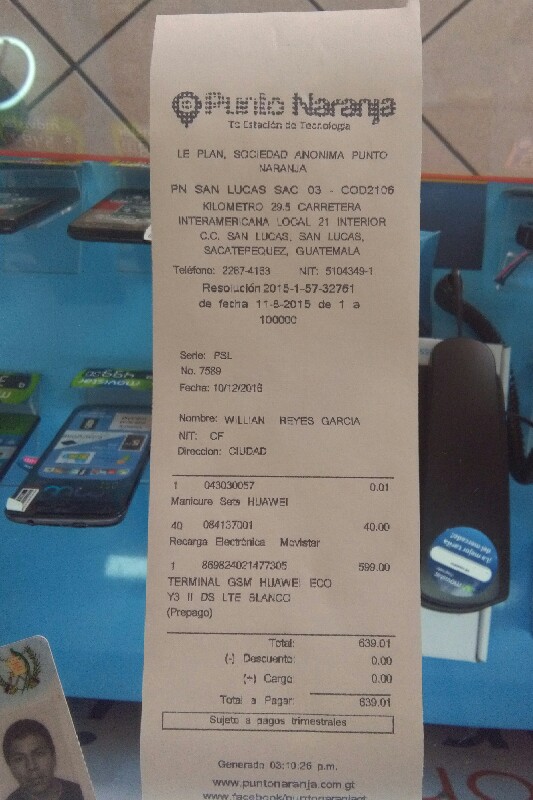 Punto Naranja
Tu Estación de Tecnología
LE PLAN, SOCIEDAD ANONIMA PUNTO
NARANJA
PN SAN LUCAS SAC 03 - COD2106
KILOMETRO 29.5 CARRETERA
INTERAMERICANA LOCAL 21 INTERIOR
C.C. SAN LUCAS, SAN LUCAS,
SACATEPEQUEZ, GUATEMALA
Teléfono: 2287-4163 NIT: 5104349-1
Resolución 2015-1-57-32761
de fecha 11-8-2015 de 1 a
100000
Serie: PSL
No. 7589
Fecha: 10/12/2016
Nombre: WILLIAN REYES GARCIA
NIT: CF
Direccion: CIUDAD
1 043030057 0.01
Manicure Sets HUAWEI
40 084137001 40.00
Recarga Electrónica Movistar
1 869824021477305 599.00
TERMINAL GSM HUAWEI ECO
Y3 II DS LTE BLANCO
(Prepago)
Total: 639.01
(-) Descuento: 0.00
(+) Cargo: 0.00
Total a Pagar: 639.01
Sujeto a pagos trimestrales
Generado 03:10:26 p.m.
www.puntonaranja.com.gt
www.facebook/puntonaranjagt